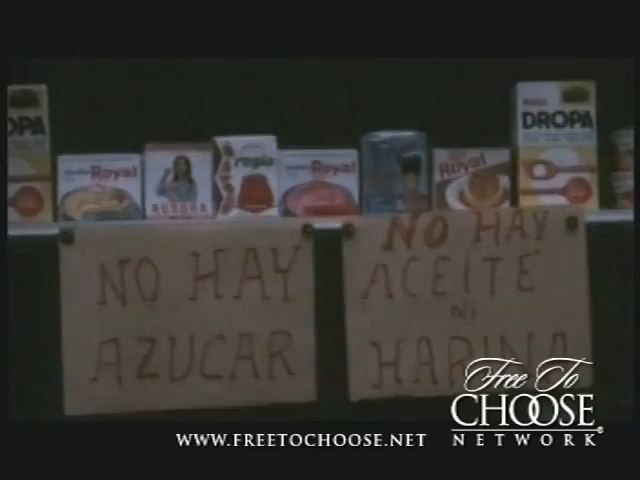 DROPA
Royal
AURORA
Royal
Royal
DROPA
NO HAY
AZUCAR
NO HAY
ACEITE
NI
HARINA
Free To
CHOOSE
NETWORK
WWW.FREETOCHOOSE.NET